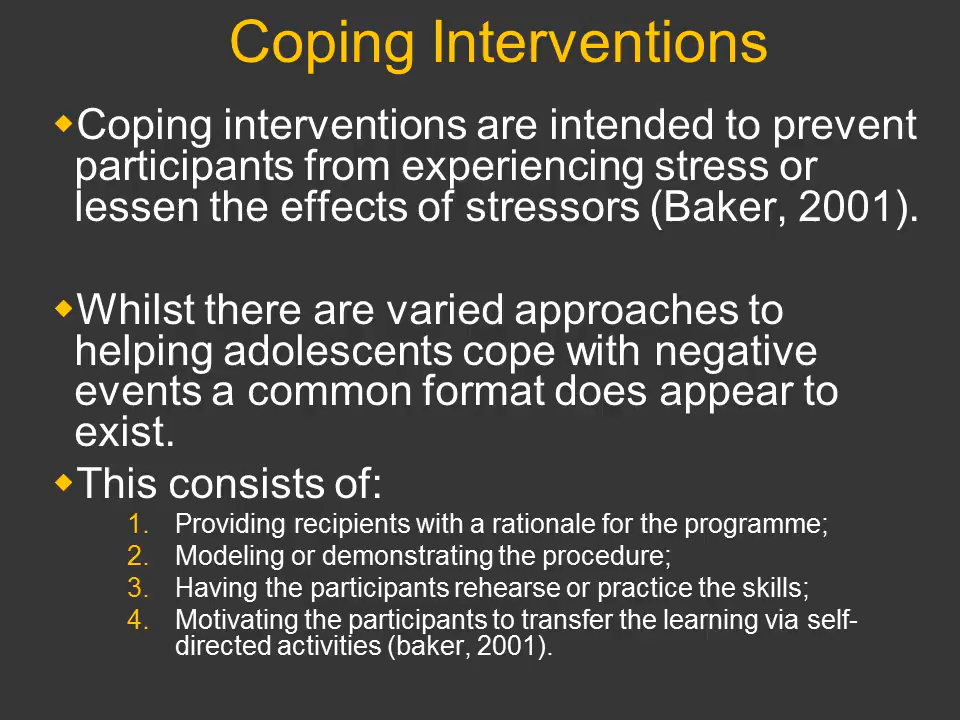 Coping Interventions
◆Coping interventions are intended to prevent
participants from experiencing stress or
lessen the effects of stressors (Baker, 2001).
◆Whilst there are varied approaches to
helping adolescents cope with negative
events a common format does appear to
exist.
◆This consists of:
1. Providing recipients with a rationale for the programme;
2. Modeling or demonstrating the procedure;
3. Having the participants rehearse or practice the skills;
4. Motivating the participants to transfer the learning via self-
directed activities (baker, 2001).